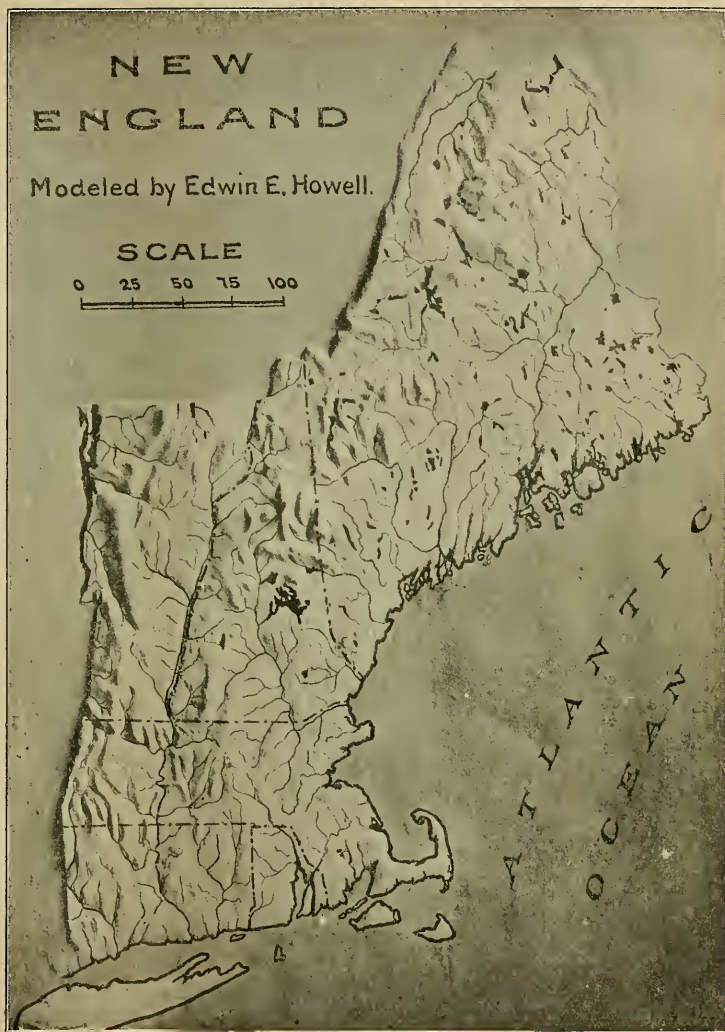 NEW
ENGLAND
Modeled by Edwin E. Howell.
SCALE
0 25 50 75 100
ATLANTIC
OCEAN